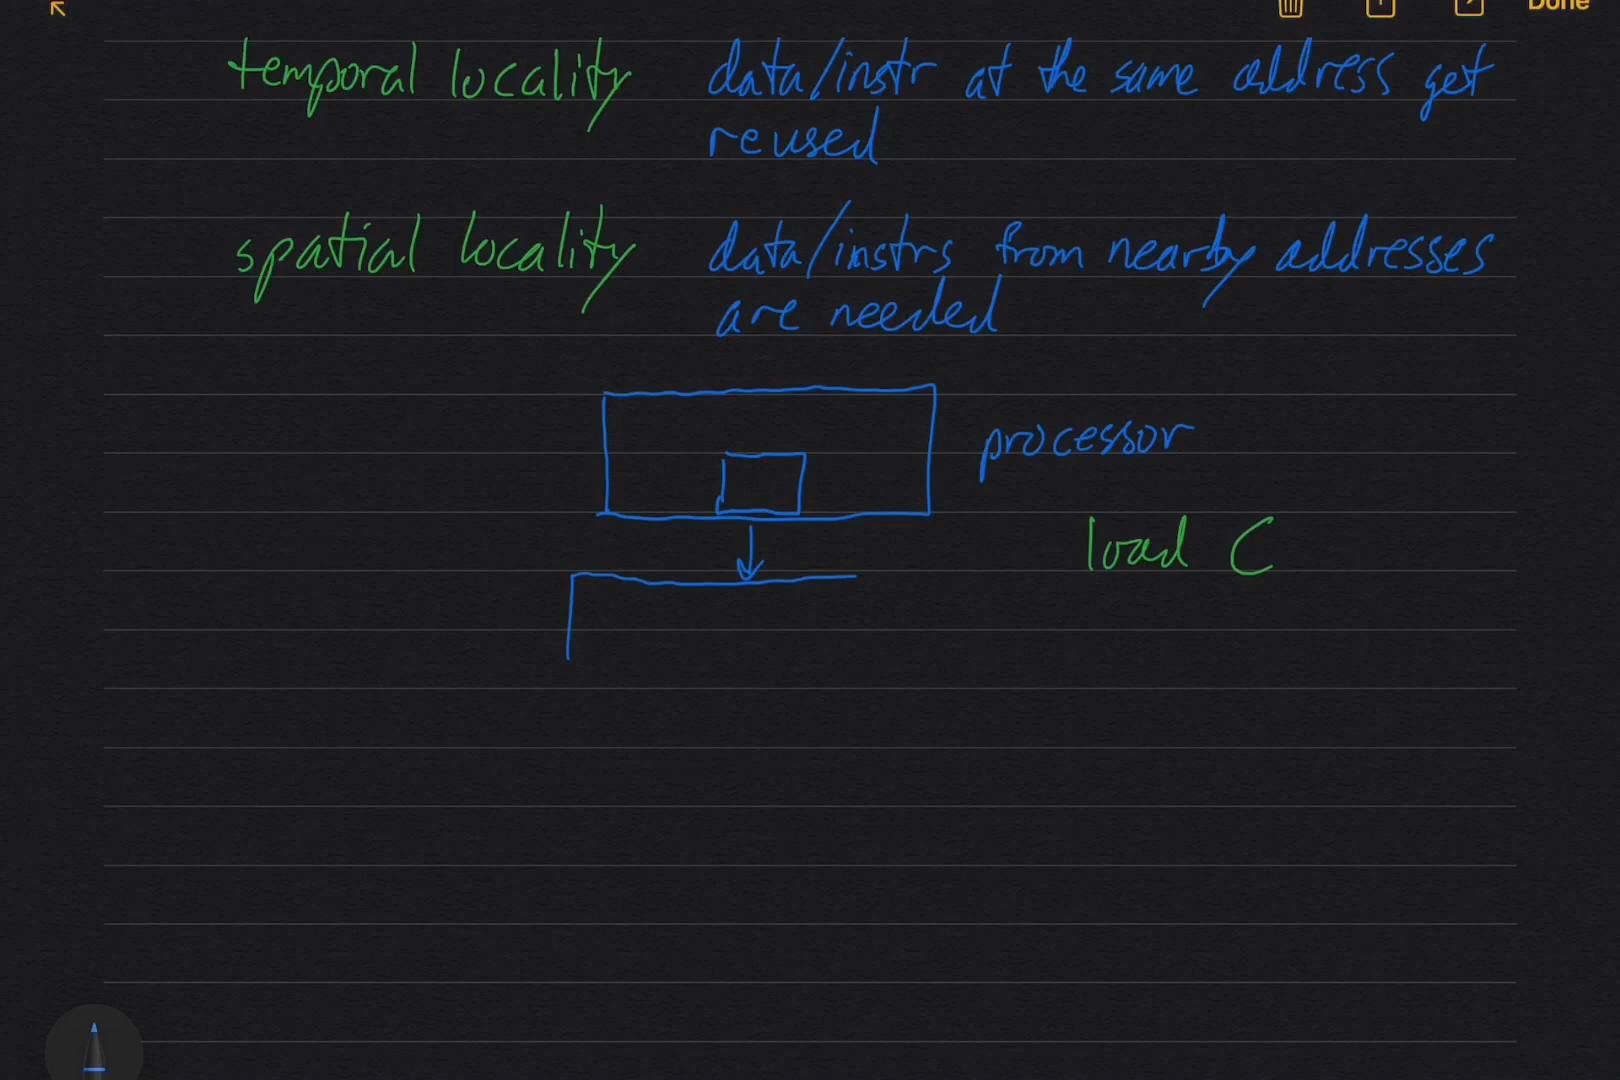 Done
temporal locality data/instr at the same address get
reused
spatial locality data/instrs from nearby addresses
are needed
processor
load C